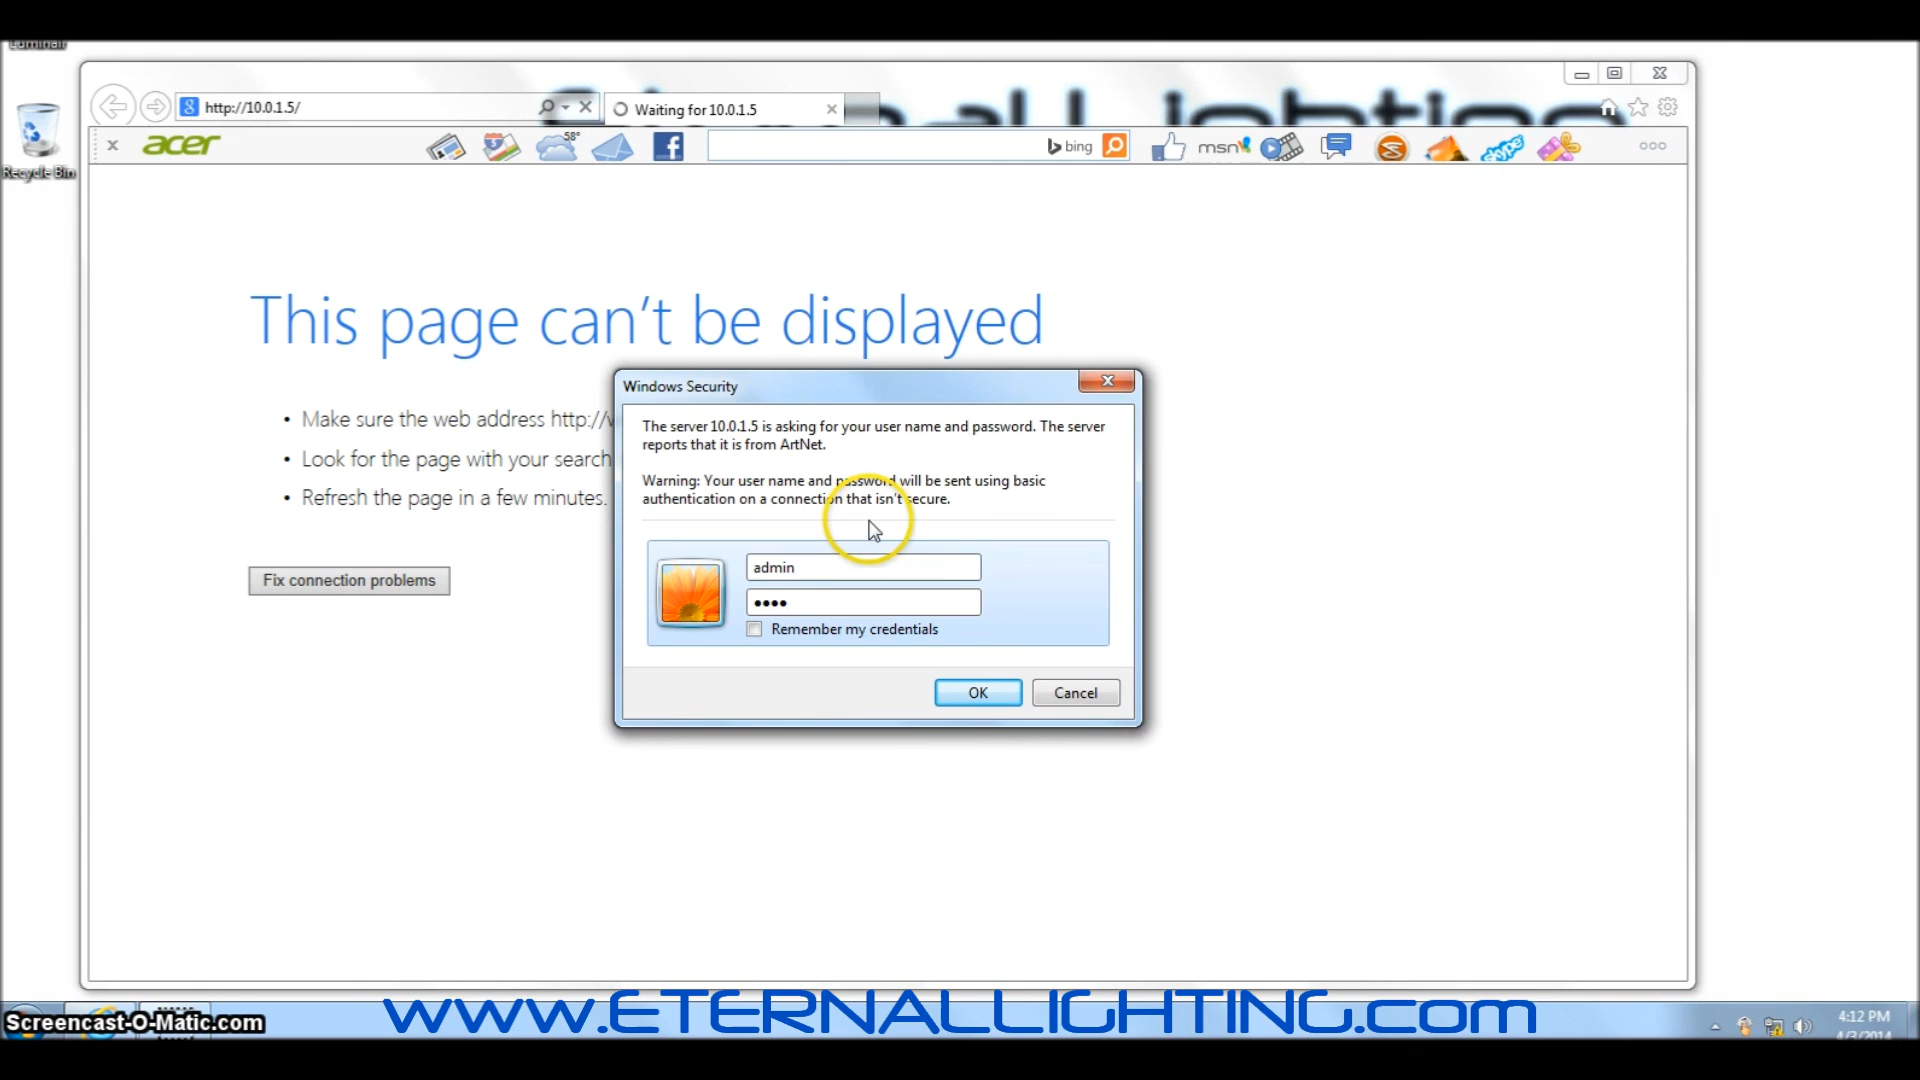 http://10.0.1.5/
Waiting for 10.0.1.5
acer
58°
bing
msn
skype
Recycle Bin
This page can't be displayed
• Make sure the web address http://
• Look for the page with your search
• Refresh the page in a few minutes.
Fix connection problems
Windows Security
The server 10.0.1.5 is asking for your user name and password. The server
reports that it is from ArtNet.
Warning: Your user name and password will be sent using basic
authentication on a connection that isn't secure.
admin
••••
Remember my credentials
OK
Cancel
www.ETERNALLIGHTING.com
Screencast-O-Matic.com
4:12 PM
4/3/2014